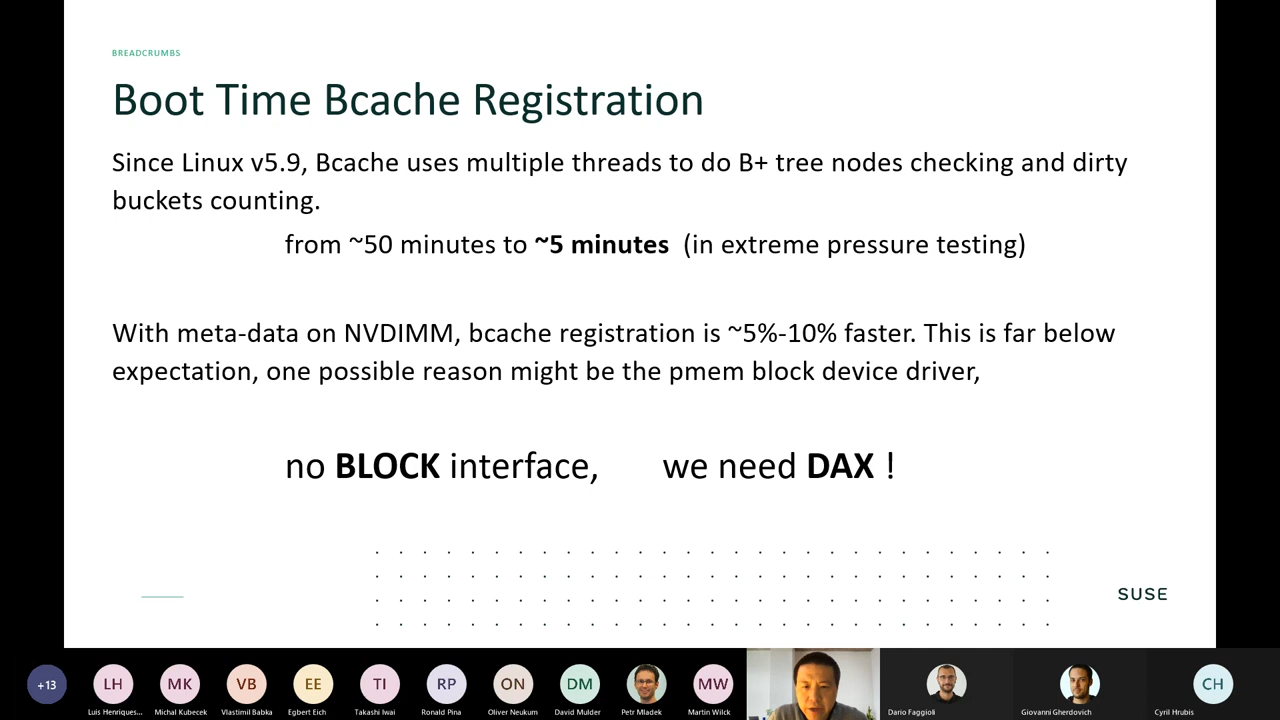 BREADCRUMBS
Boot Time Bcache Registration
Since Linux v5.9, Bcache uses multiple threads to do B+ tree nodes checking and dirty
buckets counting.
from ~50 minutes to ~5 minutes (in extreme pressure testing)
With meta-data on NVDIMM, bcache registration is ~5%-10% faster. This is far below
expectation, one possible reason might be the pmem block device driver,
no BLOCK interface, we need DAX !
SUSE
+13 LH MK VB EE TI RP ON DM MW CH
Luis Henriques... Michal Kubecek Vlastimil Babka Egbert Eich Takashi Iwai Ronald Pina Oliver Neukum David Mulder Petr Mladek Martin Wilck Dario Faggioli Giovanni Gherdovich Cyril Hrubis